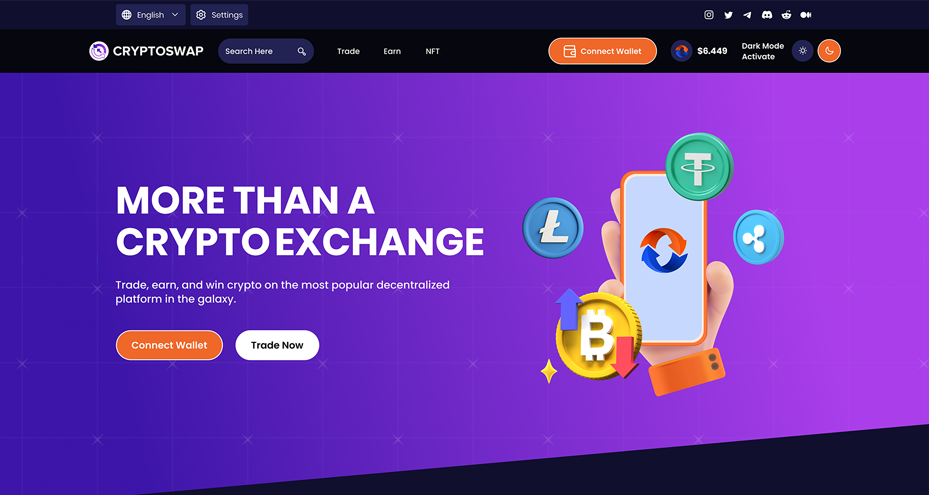 English
Settings
CRYPTOSWAP
Search Here
Trade
Earn
NFT
Connect Wallet
$6.449
Dark Mode
Activate
MORE THAN A
CRYPTO EXCHANGE
Trade, earn, and win crypto on the most popular decentralized
platform in the galaxy.
Connect Wallet
Trade Now